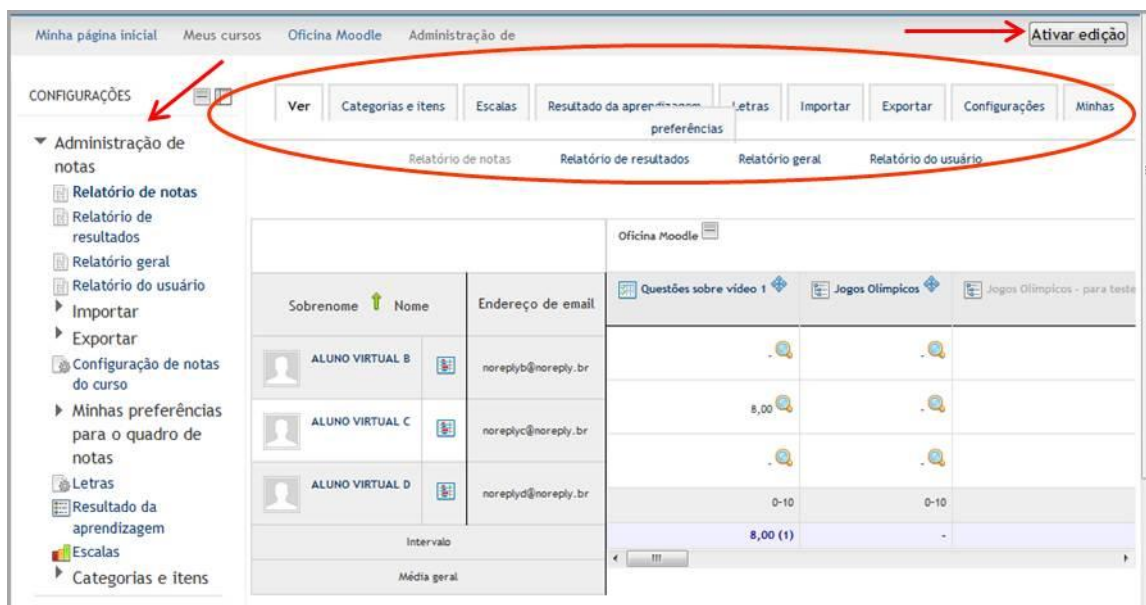 Minha página inicial Meus cursos Oficina Moodle Administração de
Ativar edição
CONFIGURAÇÕES
Administração de
notas
Relatório de notas
Relatório de
resultados
Relatório geral
Relatório do usuário
Importar
Exportar
Configuração de notas
do curso
Minhas preferências
para o quadro de
notas
Letras
Resultado da
aprendizagem
Escalas
Categorias e itens
Ver Categorias e itens Escalas Resultado da aprendizagem Letras Importar Exportar Configurações Minhas
preferências
Relatório de notas Relatório de resultados Relatório geral Relatório do usuário
Oficina Moodle
Sobrenome Nome Endereço de email Questões sobre vídeo 1 Jogos Olímpicos Jogos Olímpicos - para teste
ALUNO VIRTUAL B noreplyb@noreply.br - -
ALUNO VIRTUAL C noreplyc@noreply.br 8,00 -
ALUNO VIRTUAL D noreplyd@noreply.br - -
Intervalo 0-10 0-10
Média geral 8,00 (1) -